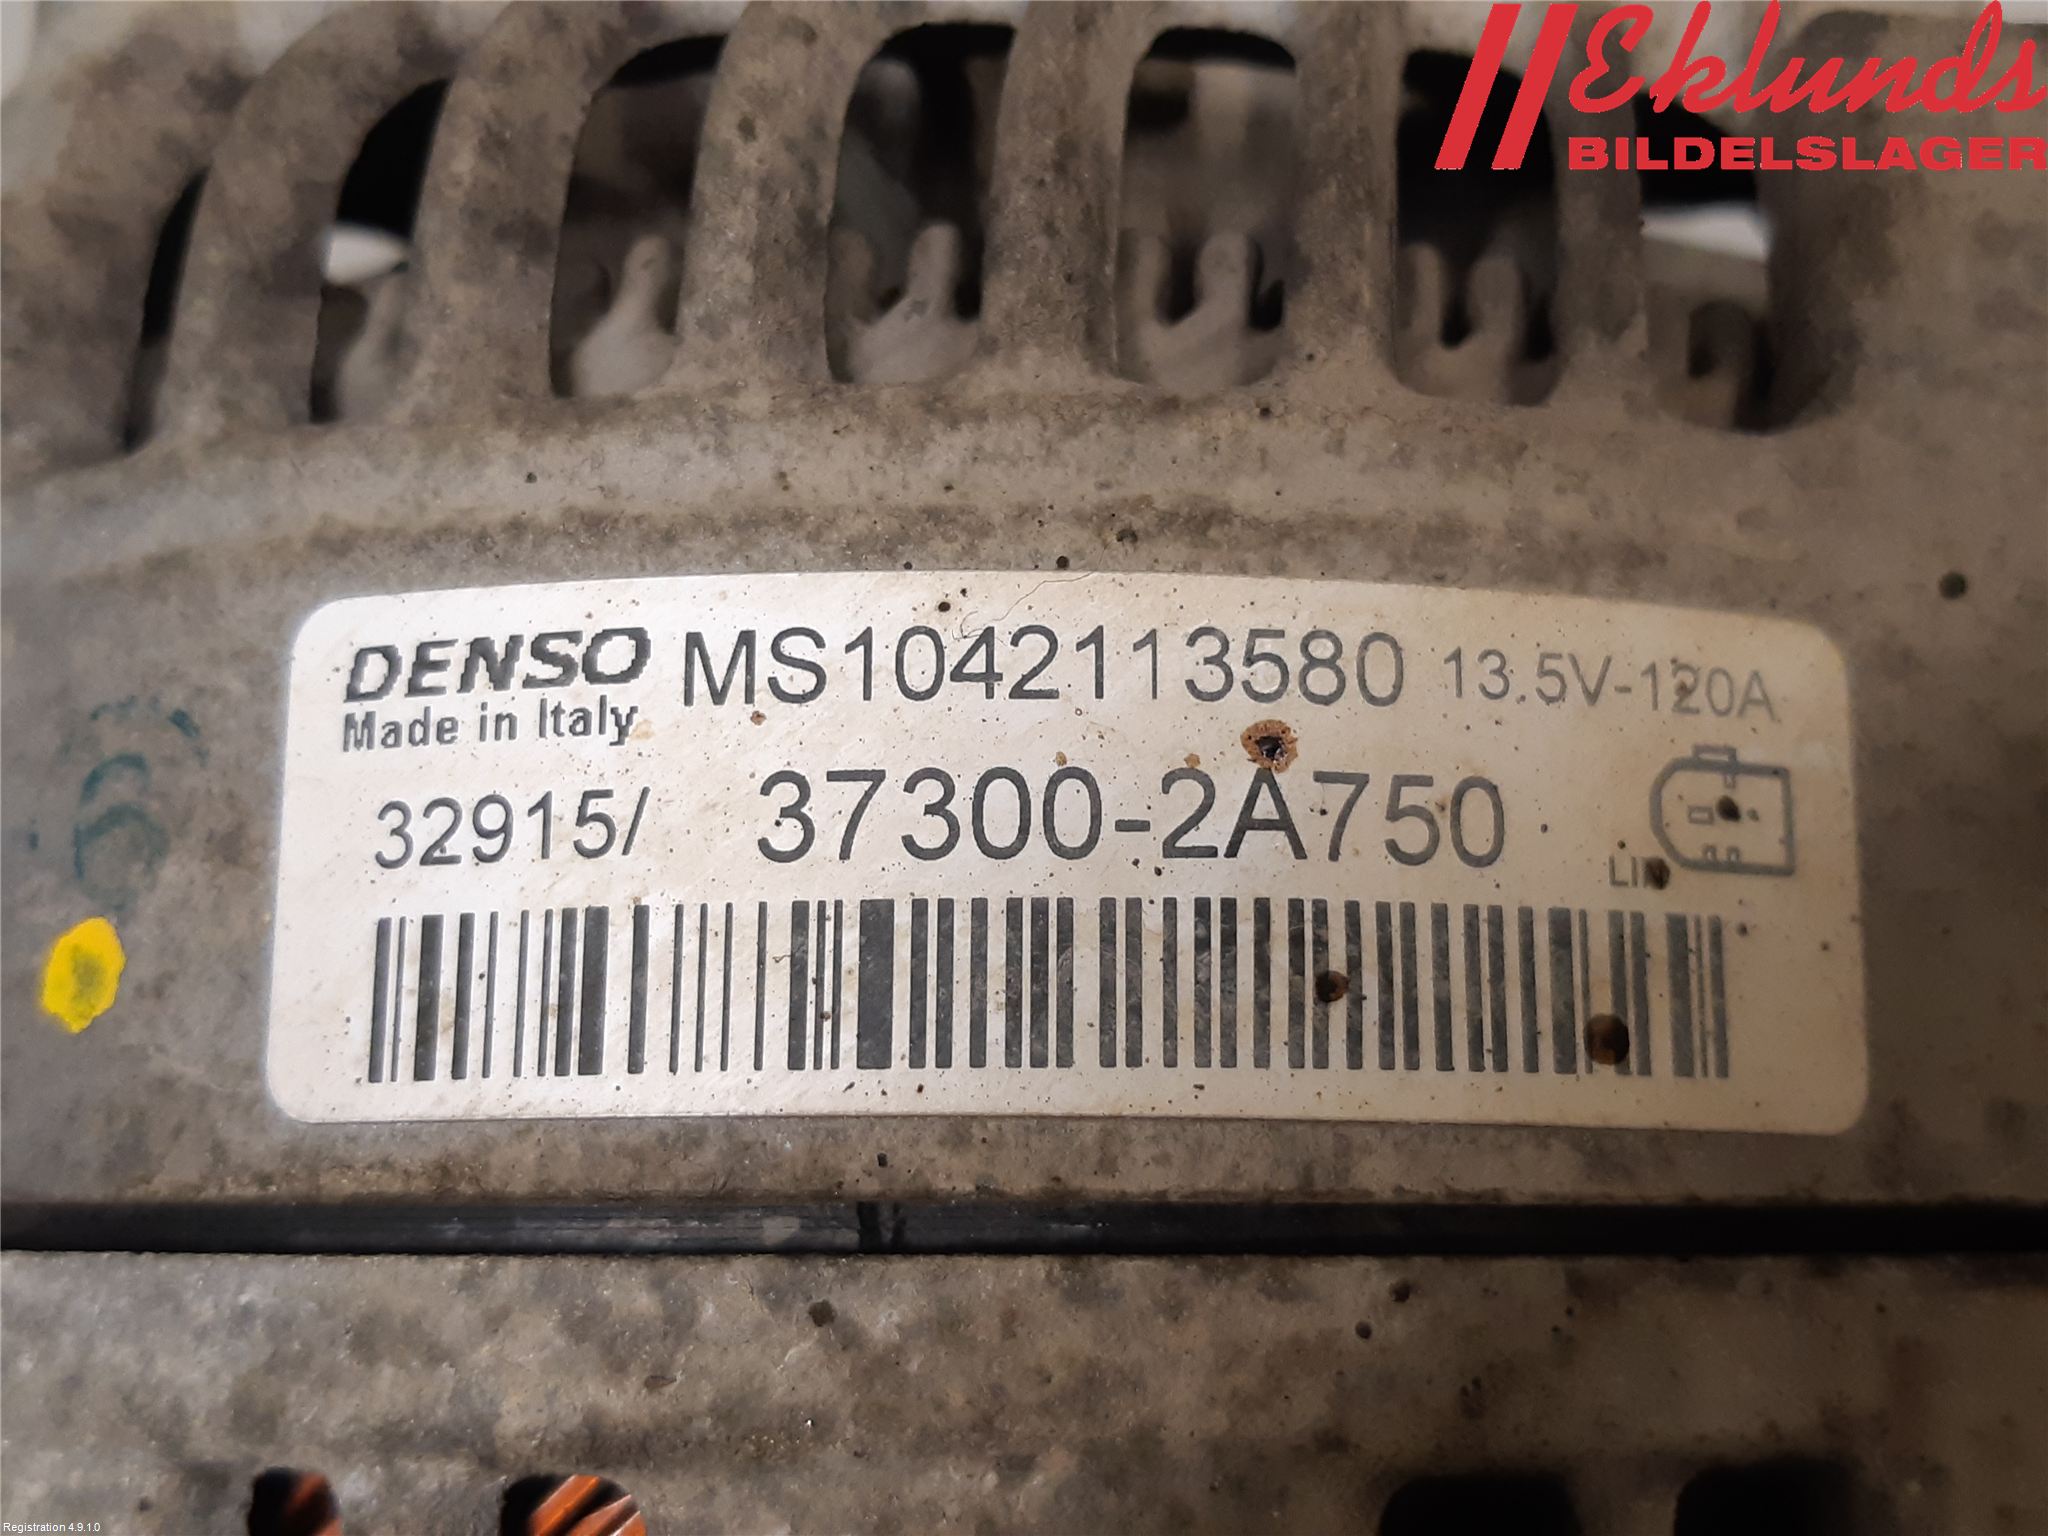 Eklunds
BILDELSLAGER
DENSO MS1042113580 13.5V-120A
Made in Italy
32915/ 37300-2A750
LIN
6
Registration 4.9.1.0